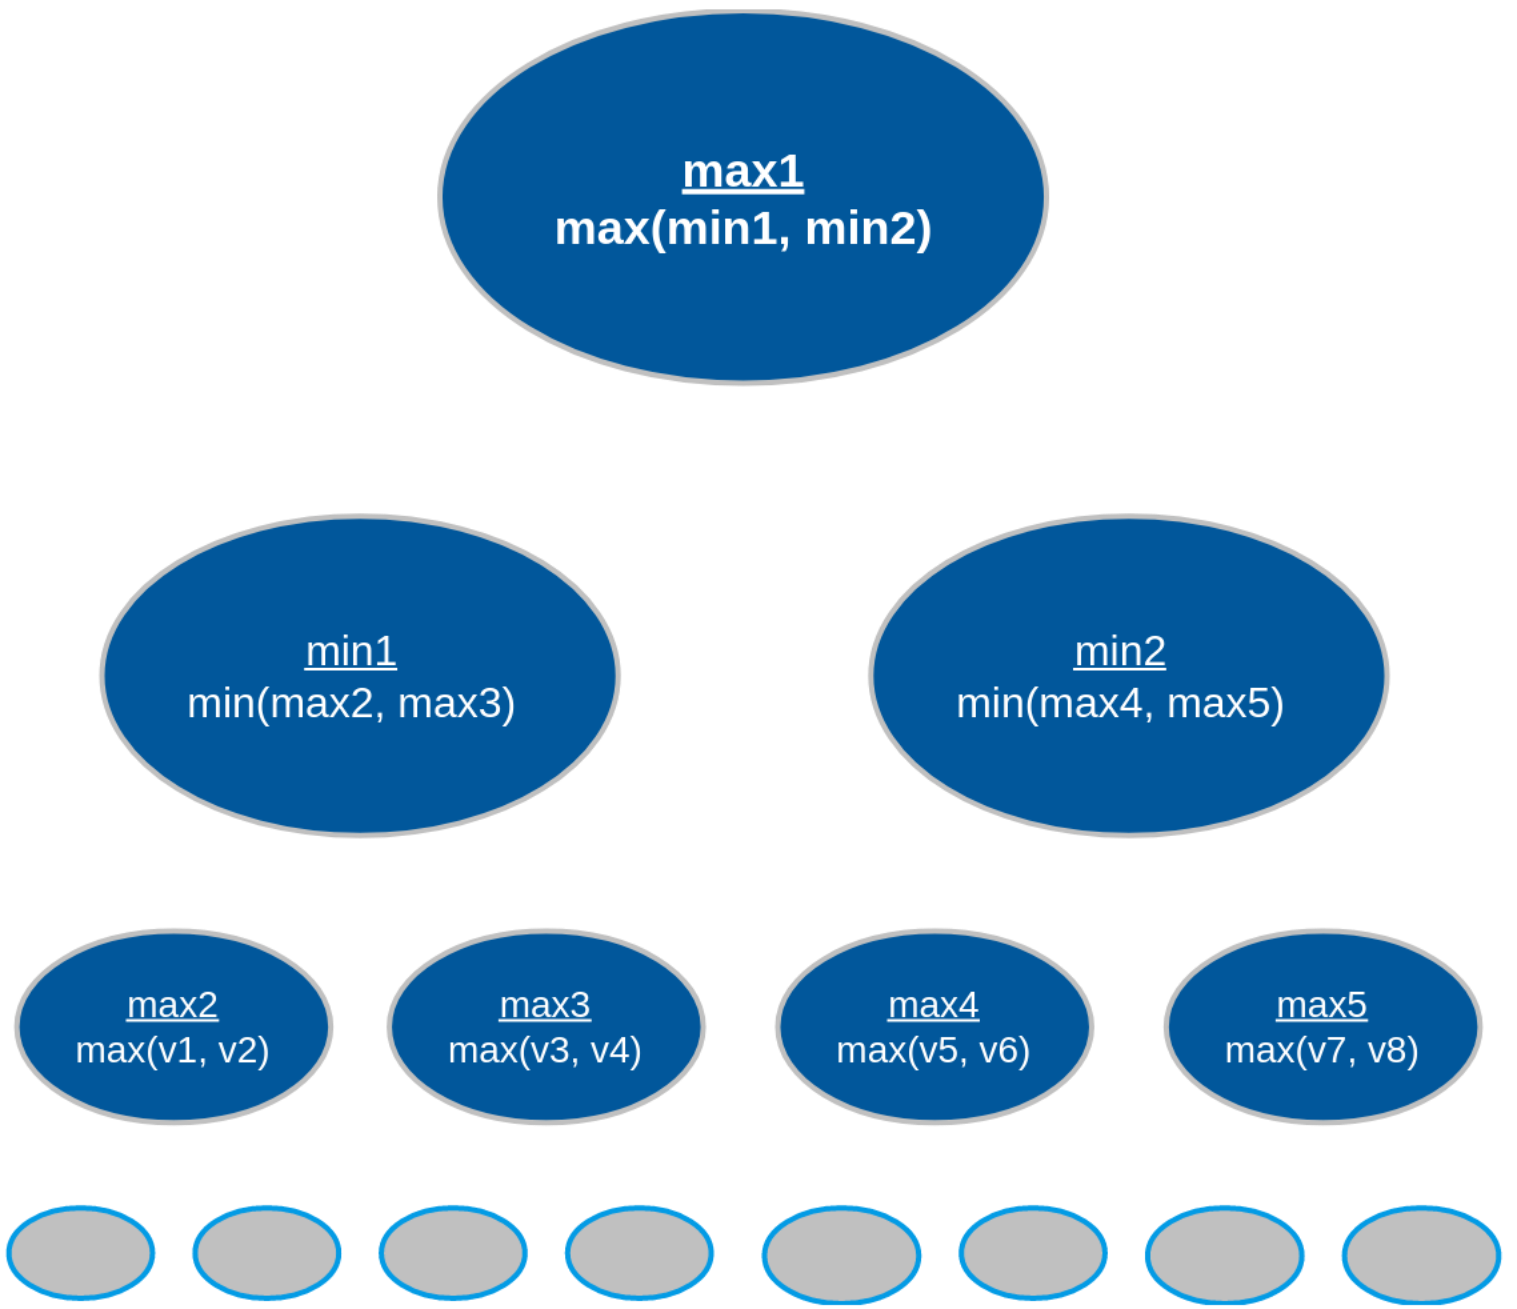 max1
max(min1, min2)
min1
min(max2, max3)
min2
min(max4, max5)
max2
max(v1, v2)
max3
max(v3, v4)
max4
max(v5, v6)
max5
max(v7, v8)